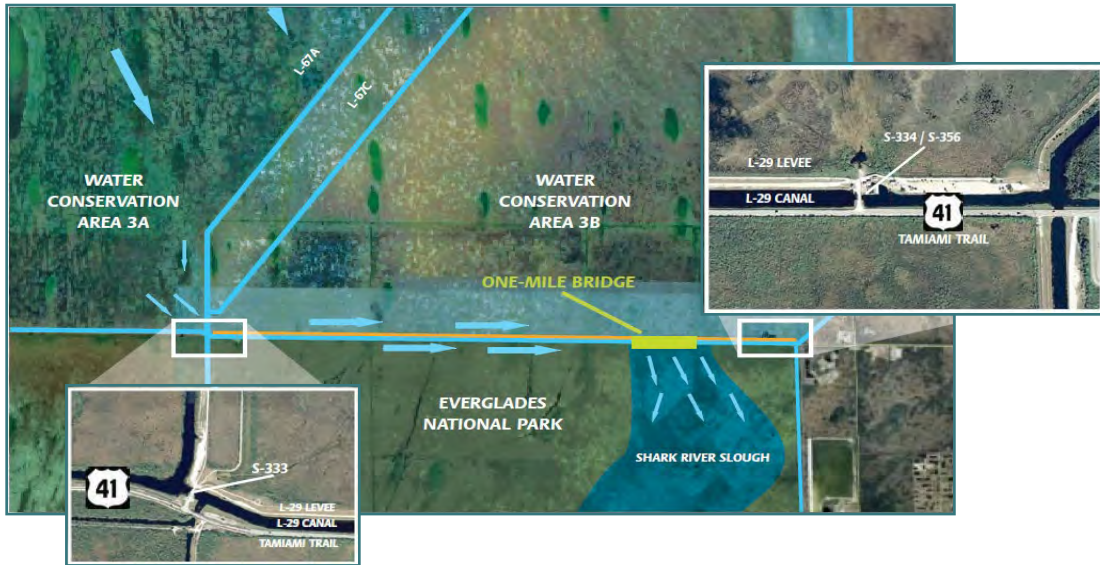 L-67A
L-67C
WATER
CONSERVATION
AREA 3A
WATER
CONSERVATION
AREA 3B
ONE-MILE BRIDGE
EVERGLADES
NATIONAL PARK
SHARK RIVER SLOUGH
S-334 / S-356
L-29 LEVEE
L-29 CANAL
41
TAMIAMI TRAIL
S-333
41
L-29 LEVEE
L-29 CANAL
TAMIAMI TRAIL